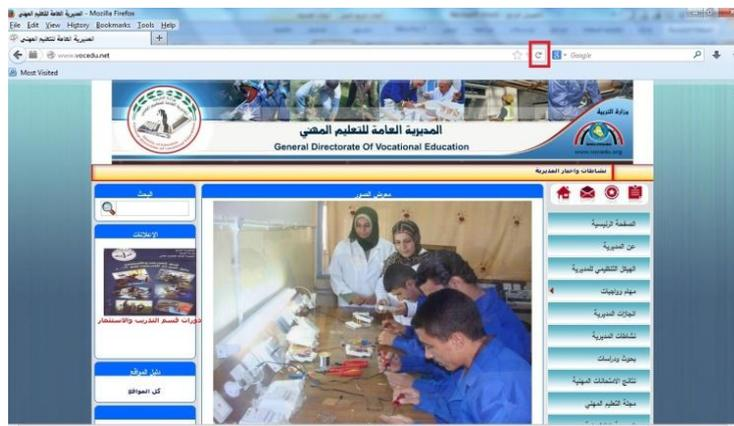 المديرية العامة للتعليم المهني - Mozilla Firefox
File Edit View History Bookmarks Tools Help
المديرية العامة للتعليم المهني
www.vocedu.net
Google
Most Visited
وزارة التربية
المديرية العامة للتعليم المهني
General Directorate Of Vocational Education
www.vocedu.org
نشاطات واخبار المديرية
البحث
معرض الصور
الصفحة الرئيسية
الإعلانات
عن المديرية
الهيكل التنظيمي للمديرية
مهام وواجبات
انجازات المديرية
دورات قسم التدريب والاستثمار
نشاطات المديرية
بحوث ودراسات
دليل المواقع
نتائج الامتحانات المهنية
كل المواقع
مجلة التعليم المهني